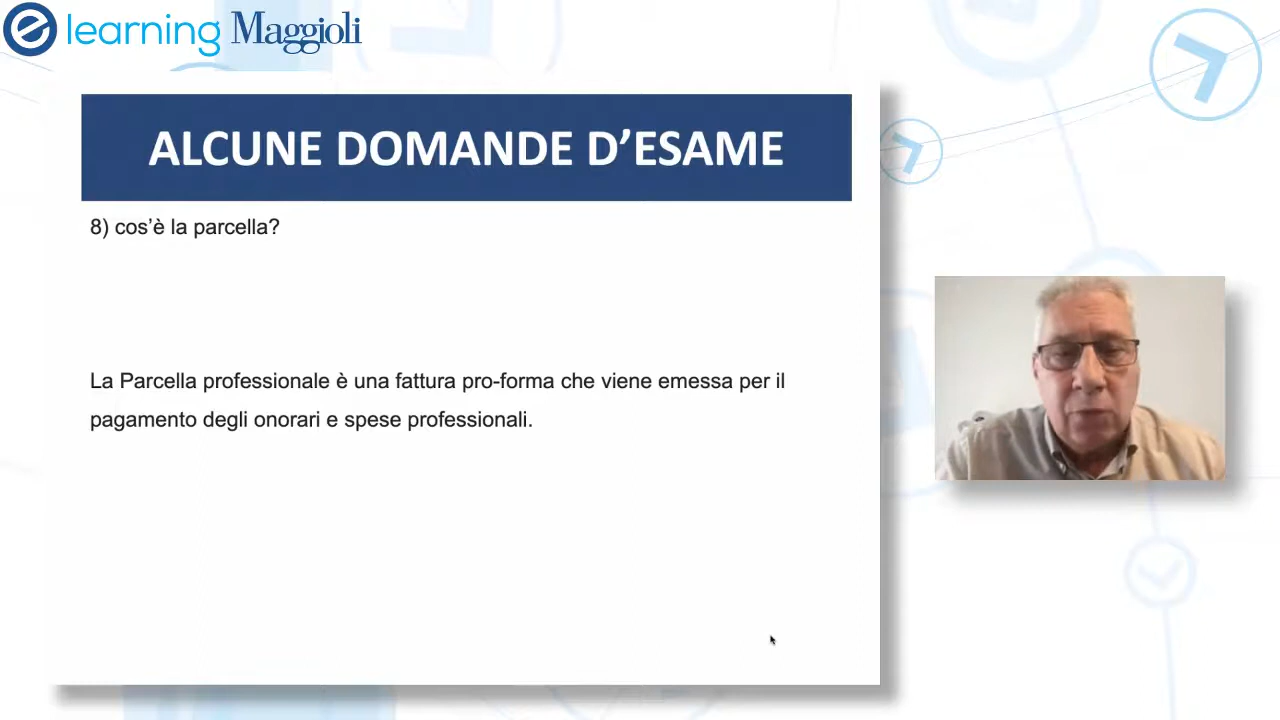 e learning Maggioli
ALCUNE DOMANDE D’ESAME
8) cos’è la parcella?
La Parcella professionale è una fattura pro-forma che viene emessa per il
pagamento degli onorari e spese professionali.